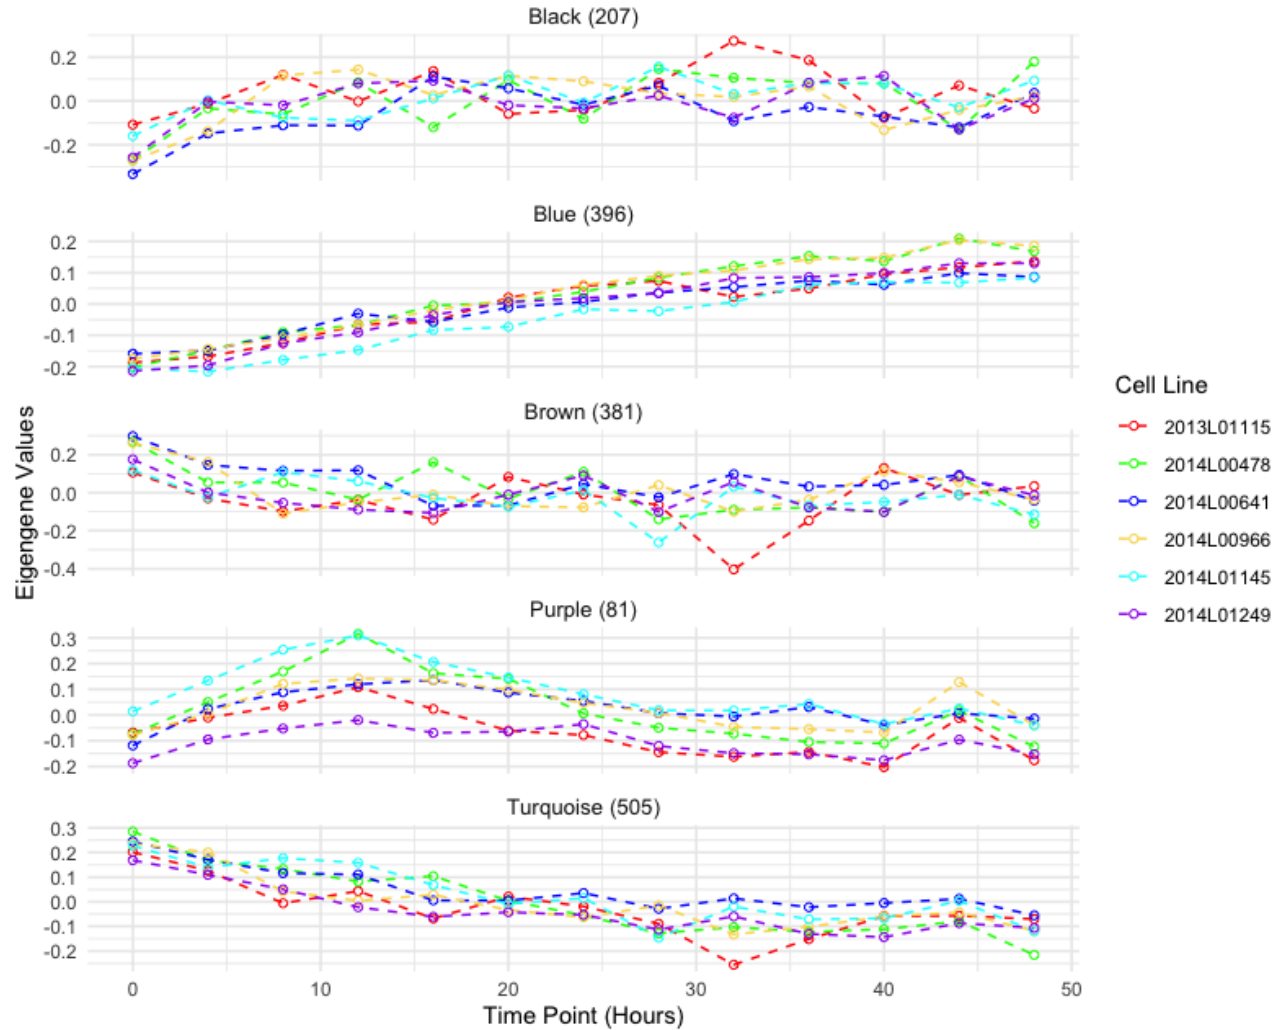 Black (207)
0.2
0.0
-0.2
Blue (396)
0.2
0.1
0.0
-0.1
-0.2
Brown (381)
0.2
0.0
-0.2
-0.4
Purple (81)
0.3
0.2
0.1
0.0
-0.1
-0.2
Turquoise (505)
0.3
0.2
0.1
0.0
-0.1
-0.2
0 10 20 30 40 50
Time Point (Hours)
Eigengene Values
Cell Line
2013L01115
2014L00478
2014L00641
2014L00966
2014L01145
2014L01249